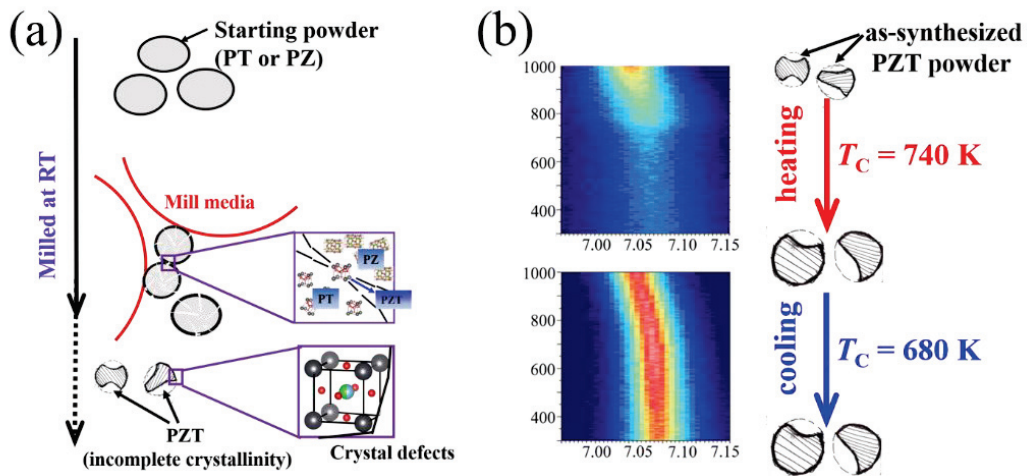 (a)
Starting powder
(PT or PZ)
Milled at RT
Mill media
PZ
PT
PZT
PZT
(incomplete crystallinity)
Crystal defects
(b)
1000
800
600
400
7.00 7.05 7.10 7.15
1000
800
600
400
7.00 7.05 7.10 7.15
as-synthesized
PZT powder
heating
TC = 740 K
cooling
TC = 680 K